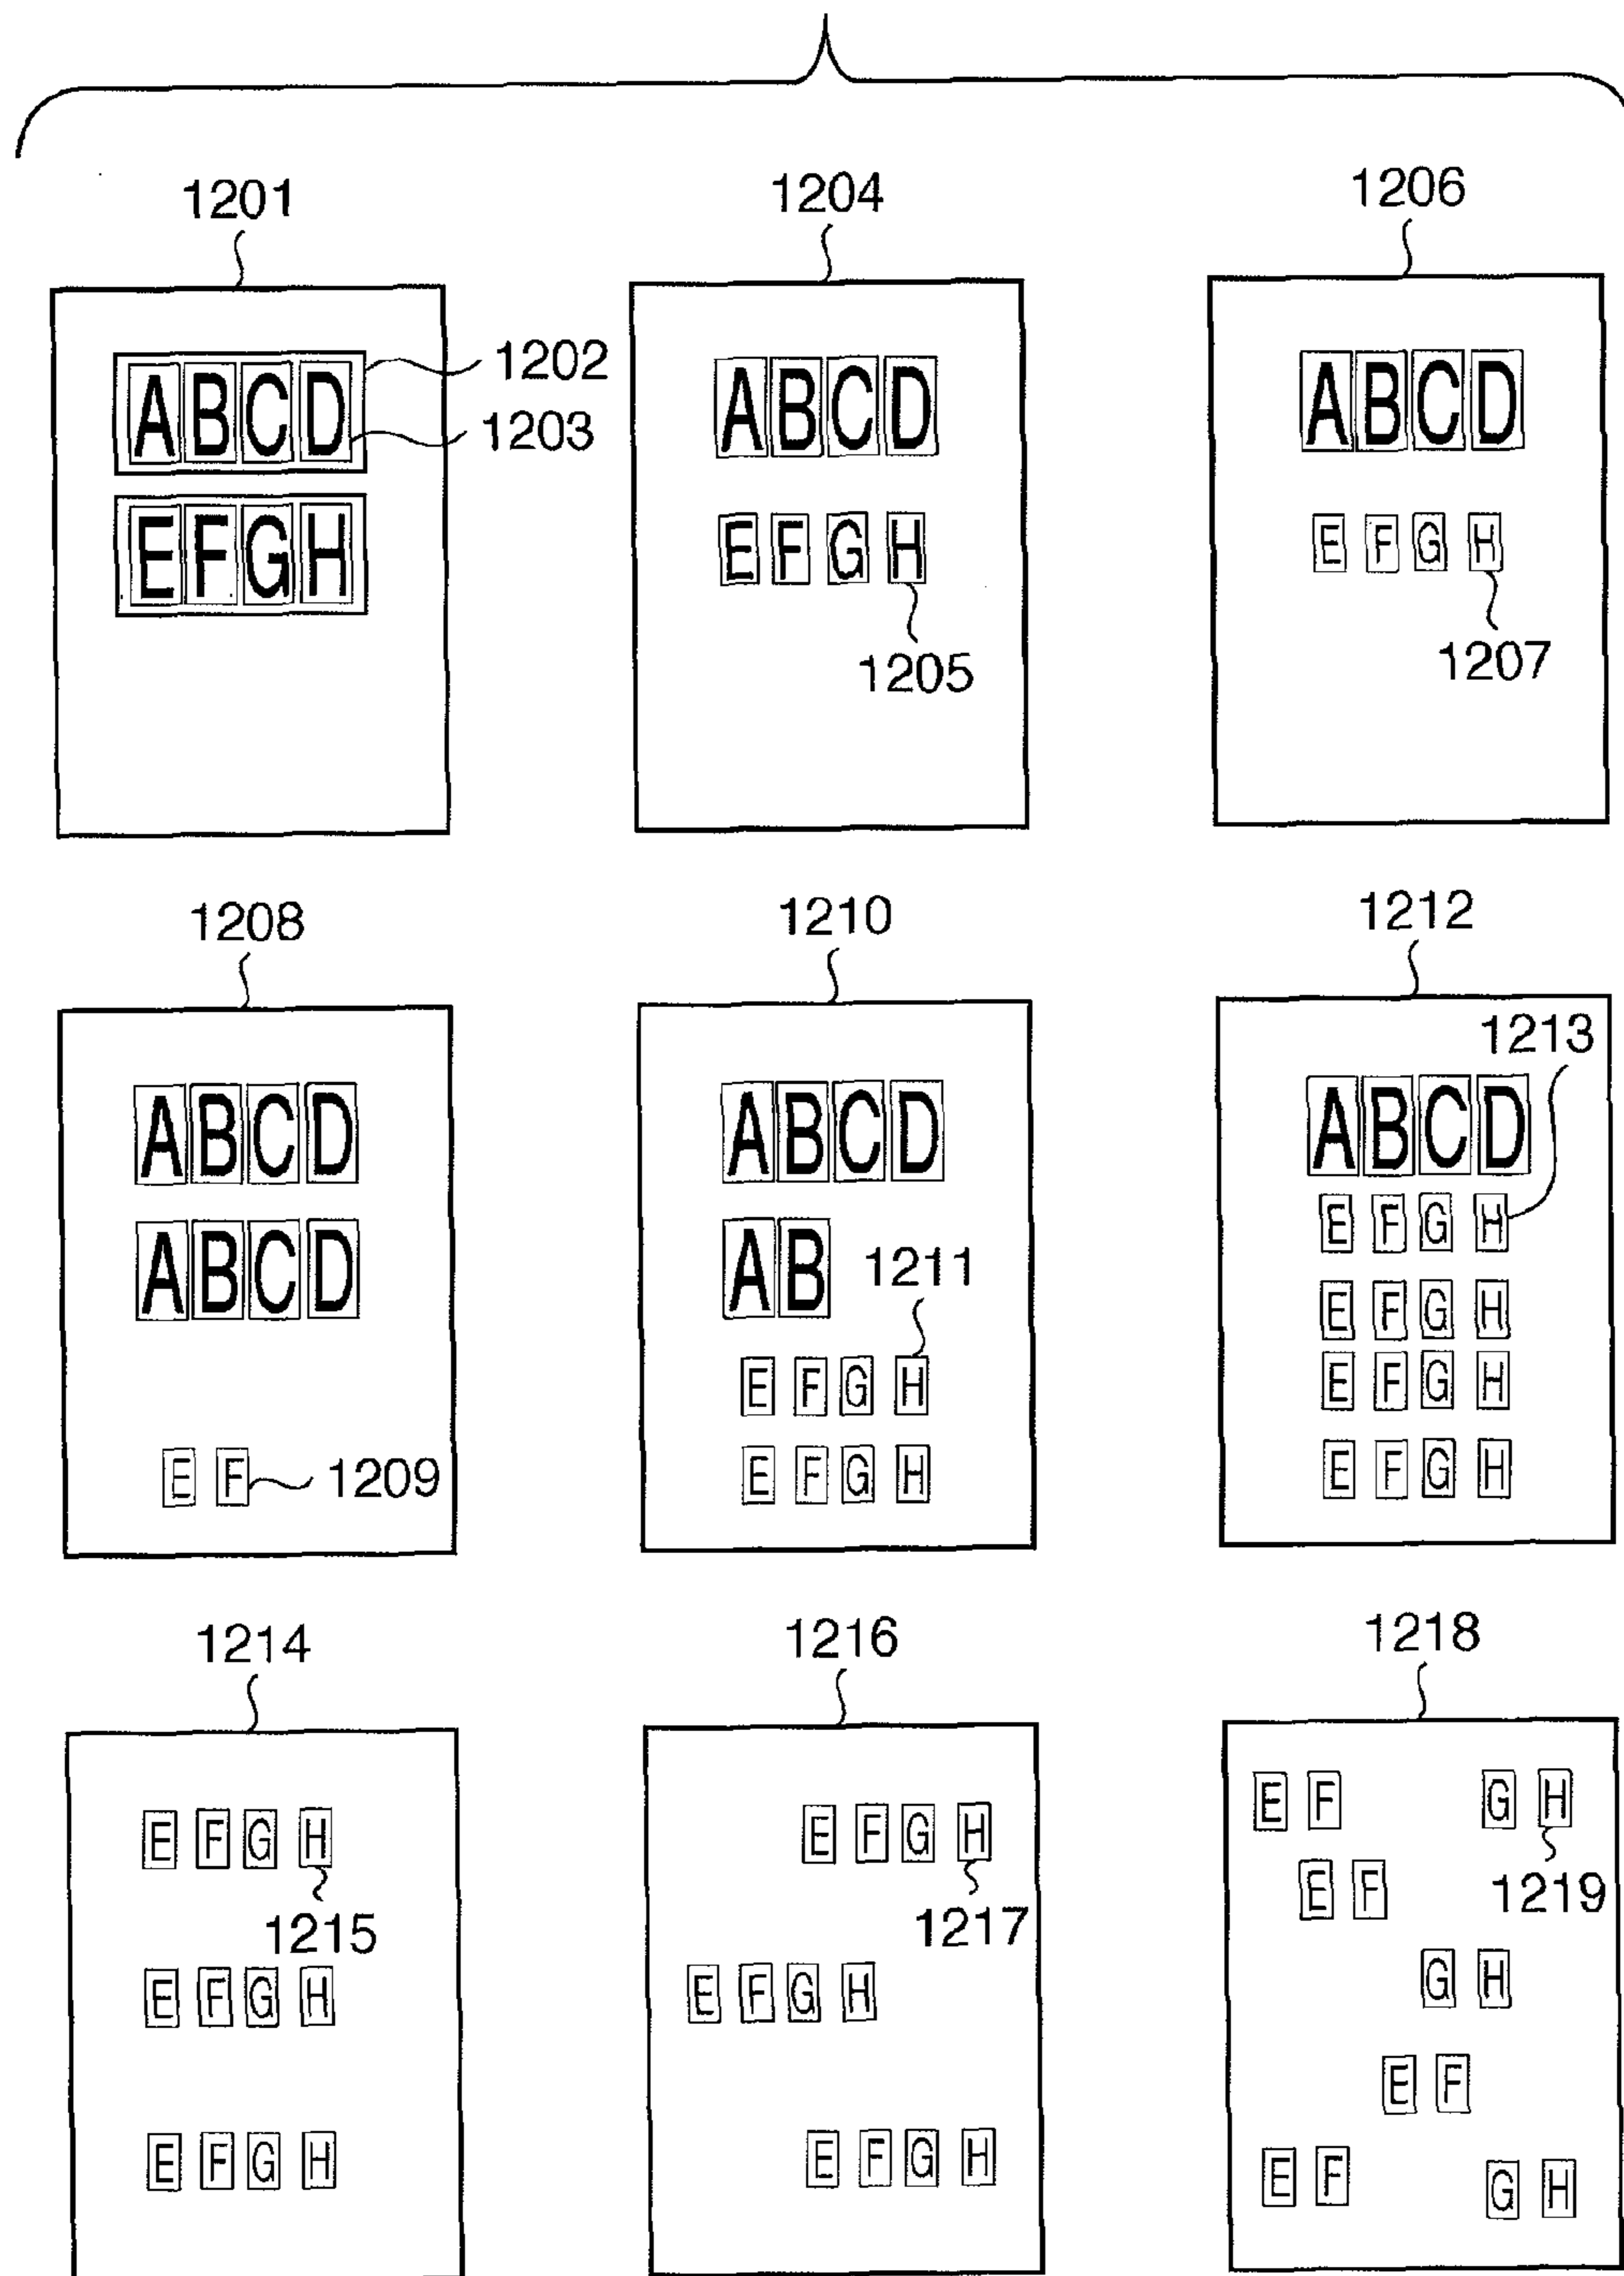 1201
ABCD
1202
1203
EFGH
1204
ABCD
EFGH
1205
1206
ABCD
EFGH
1207
1208
ABCD
ABCD
EF
1209
1210
ABCD
AB
1211
EFGH
EFGH
1212
1213
ABCD
EFGH
EFGH
EFGH
EFGH
1214
EFGH
1215
EFGH
EFGH
1216
EFGH
1217
EFGH
EFGH
1218
EF GH
EF
1219
GH
EF
EF GH